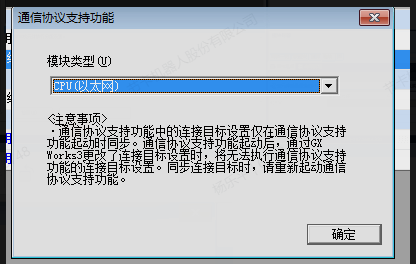 通信协议支持功能
模块类型(U)
CPU(以太网)
<注意事项>
·通信协议支持功能中的连接目标设置仅在通信协议支持
功能起动时同步。通信协议支持功能起动后，通过GX
Works3更改了连接目标设置时，将无法执行通信协议支持
功能的连接目标设置。同步连接目标时，请重新起动通信
协议支持功能。
确定